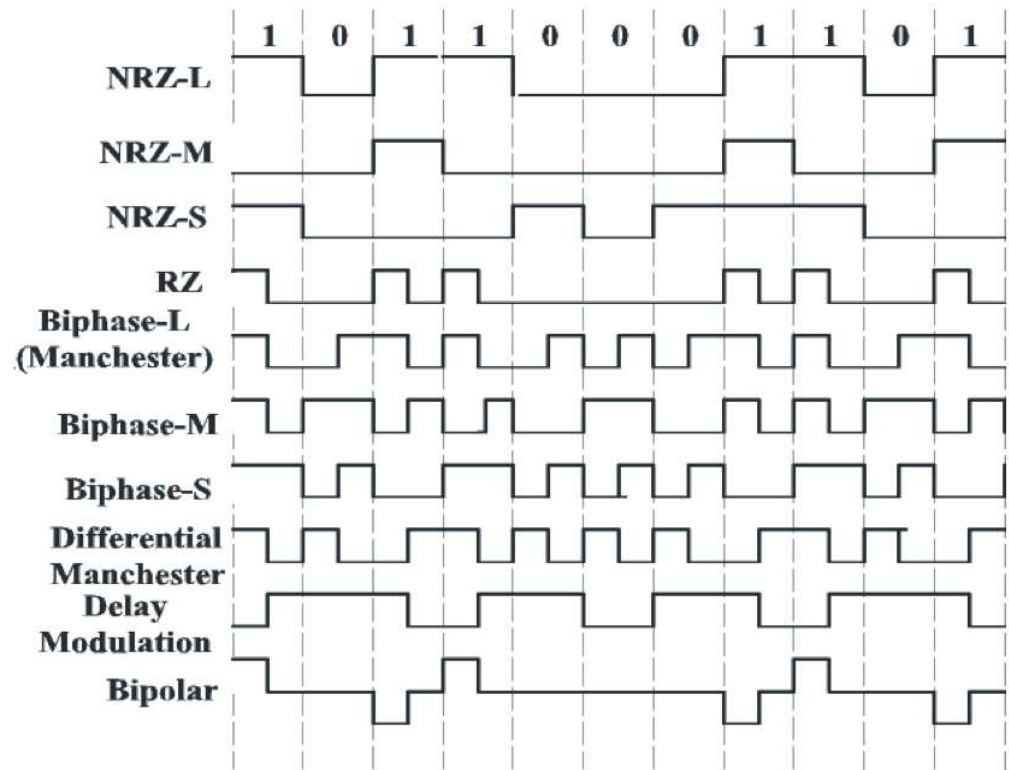 1 0 1 1 0 0 0 1 1 0 1
NRZ-L
NRZ-M
NRZ-S
RZ
Biphase-L
(Manchester)
Biphase-M
Biphase-S
Differential
Manchester
Delay
Modulation
Bipolar